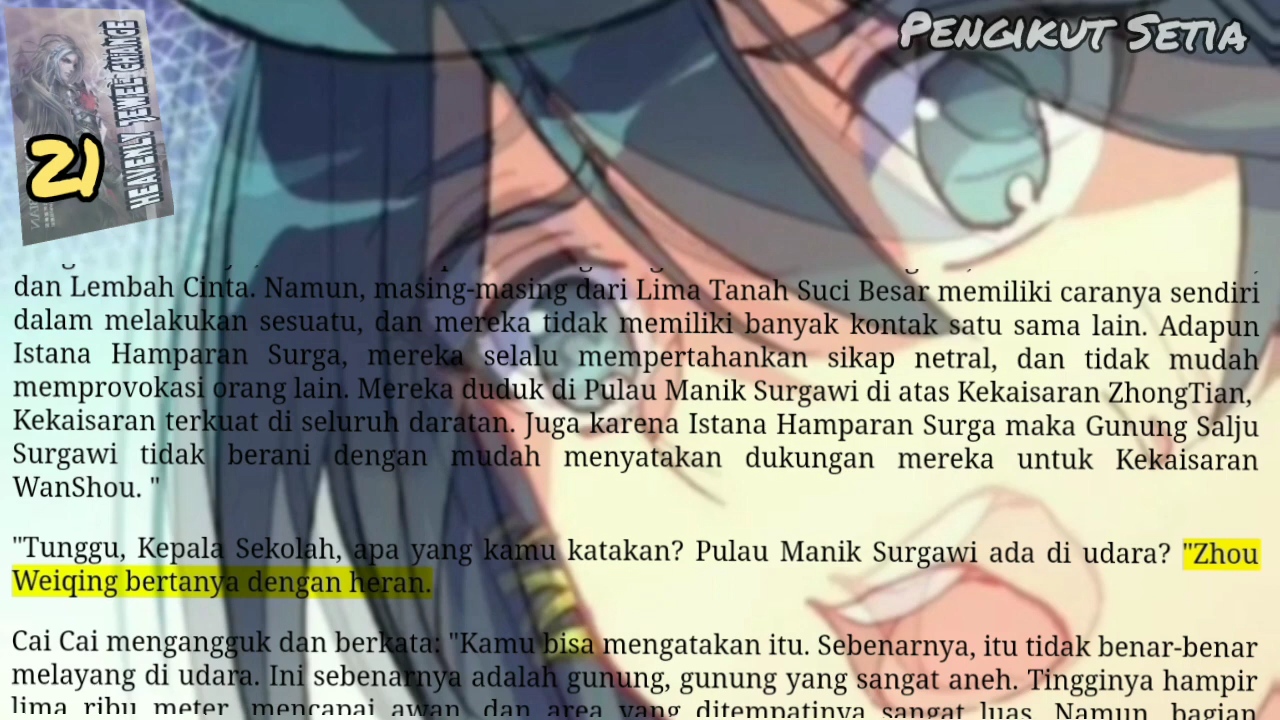 Pengikut Setia
HEAVENLY JEWEL CHANGE
21
dan Lembah Cinta. Namun, masing-masing dari Lima Tanah Suci Besar memiliki caranya sendiri
dalam melakukan sesuatu, dan mereka tidak memiliki banyak kontak satu sama lain. Adapun
Istana Hamparan Surga, mereka selalu mempertahankan sikap netral, dan tidak mudah
memprovokasi orang lain. Mereka duduk di Pulau Manik Surgawi di atas Kekaisaran ZhongTian,
Kekaisaran terkuat di seluruh daratan. Juga karena Istana Hamparan Surga maka Gunung Salju
Surgawi tidak berani dengan mudah menyatakan dukungan mereka untuk Kekaisaran
WanShou. "
"Tunggu, Kepala Sekolah, apa yang kamu katakan? Pulau Manik Surgawi ada di udara? "Zhou
Weiqing bertanya dengan heran.
Cai Cai mengangguk dan berkata: "Kamu bisa mengatakan itu. Sebenarnya, itu tidak benar-benar
melayang di udara. Ini sebenarnya adalah gunung, gunung yang sangat aneh. Tingginya hampir
lima ribu meter, mencapai awan, dan area yang ditempatinya sangat luas. Namun, bagian